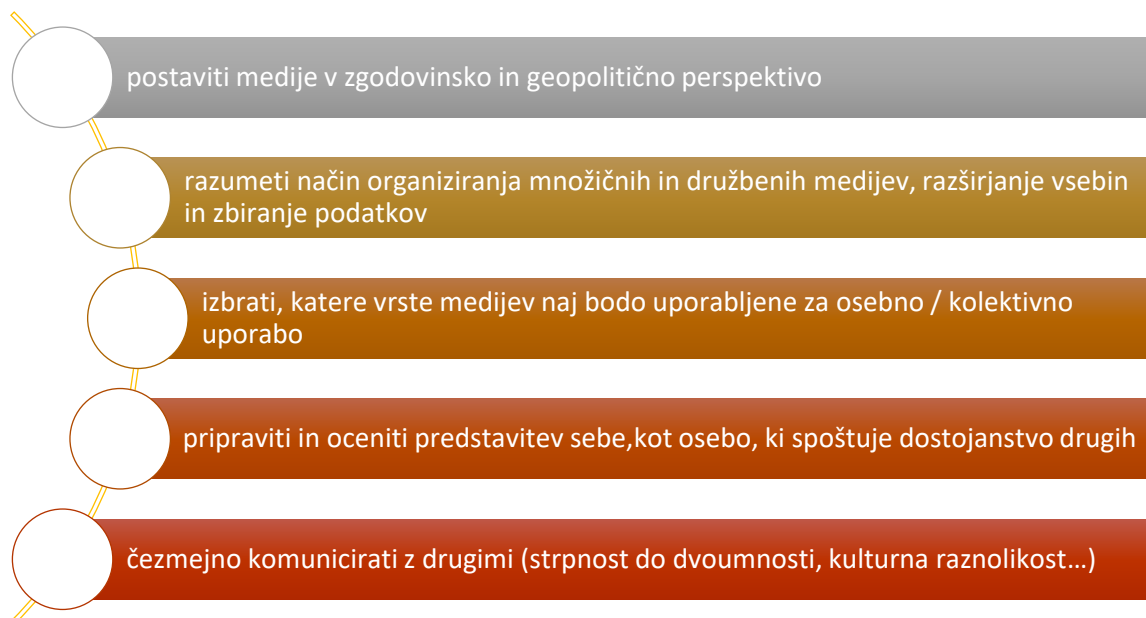 postaviti medije v zgodovinsko in geopolitično perspektivo
razumeti način organiziranja množičnih in družbenih medijev, razširjanje vsebin
in zbiranje podatkov
izbrati, katere vrste medijev naj bodo uporabljene za osebno / kolektivno
uporabo
pripraviti in oceniti predstavitev sebe,kot osebo, ki spoštuje dostojanstvo drugih
čezmejno komunicirati z drugimi (strpnost do dvoumnosti, kulturna raznolikost…)